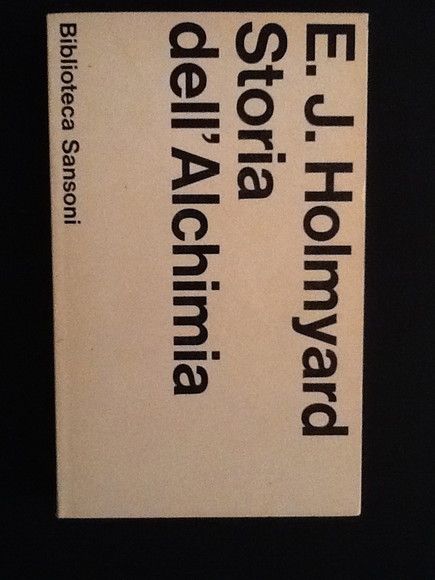 E. J. Holmyard
Storia
dell'Alchimia
Biblioteca Sansoni